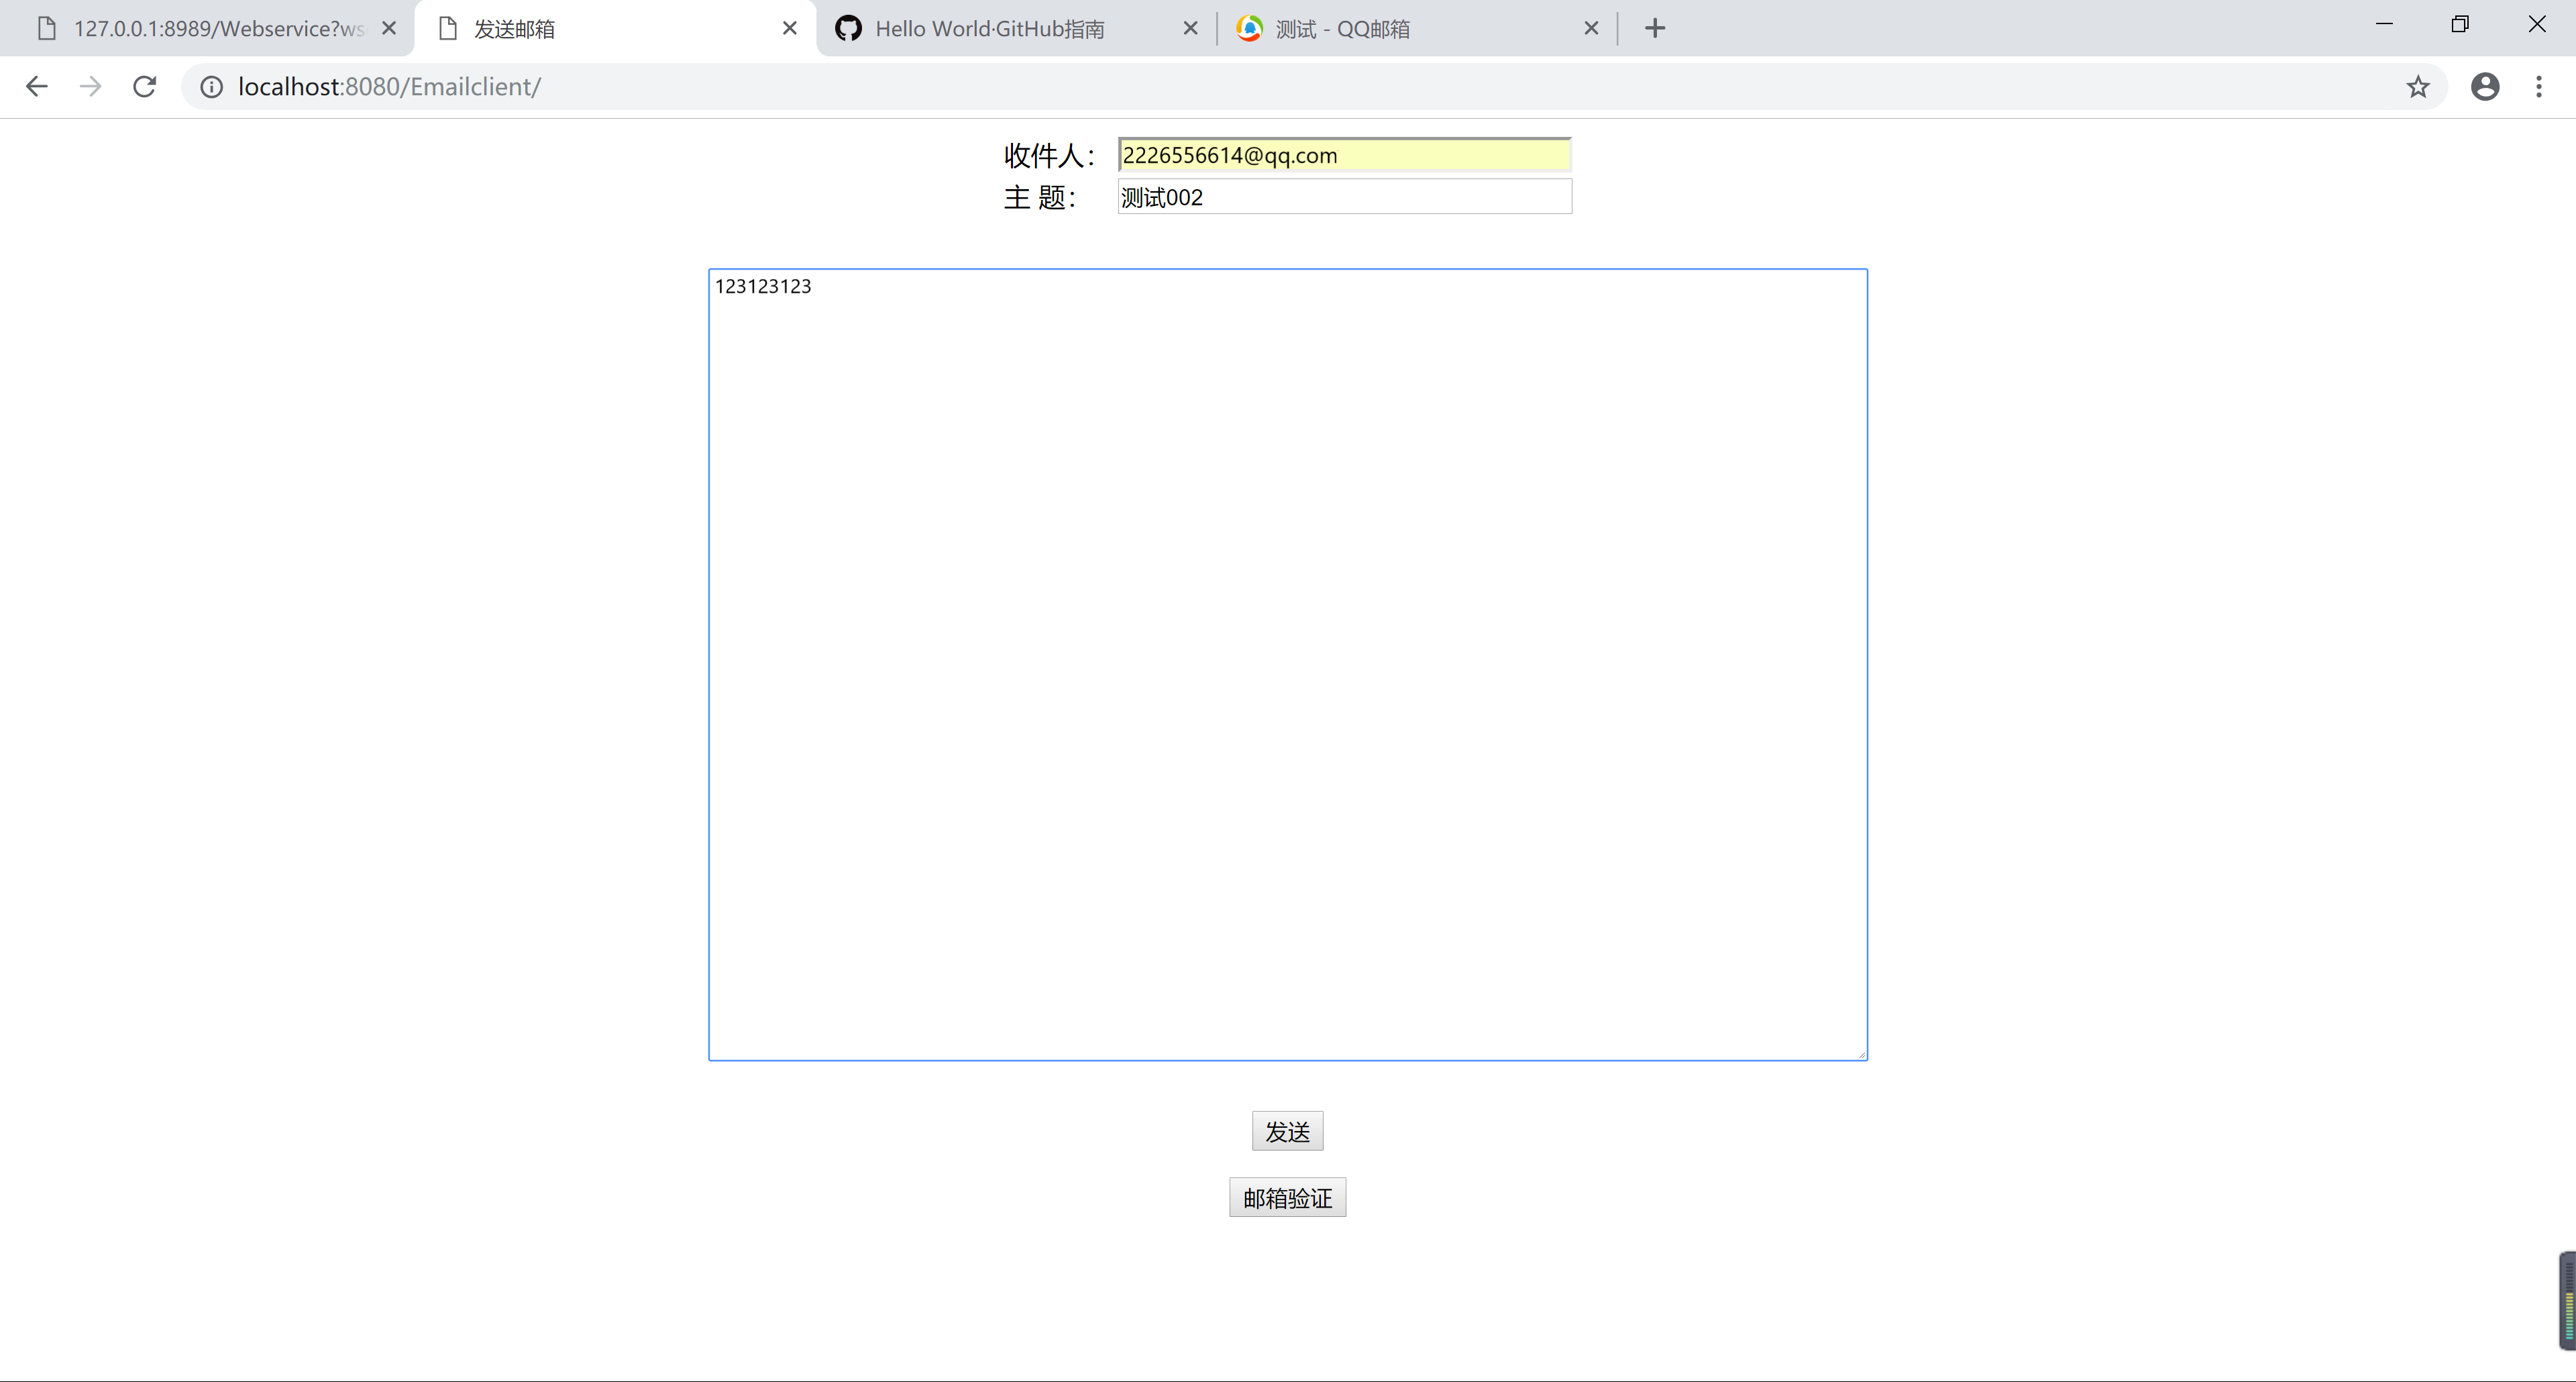 127.0.0.1:8989/Webservice?ws
发送邮箱
Hello World·GitHub指南
测试 - QQ邮箱
localhost:8080/Emailclient/
收件人： 2226556614@qq.com
主 题： 测试002
123123123
发送
邮箱验证